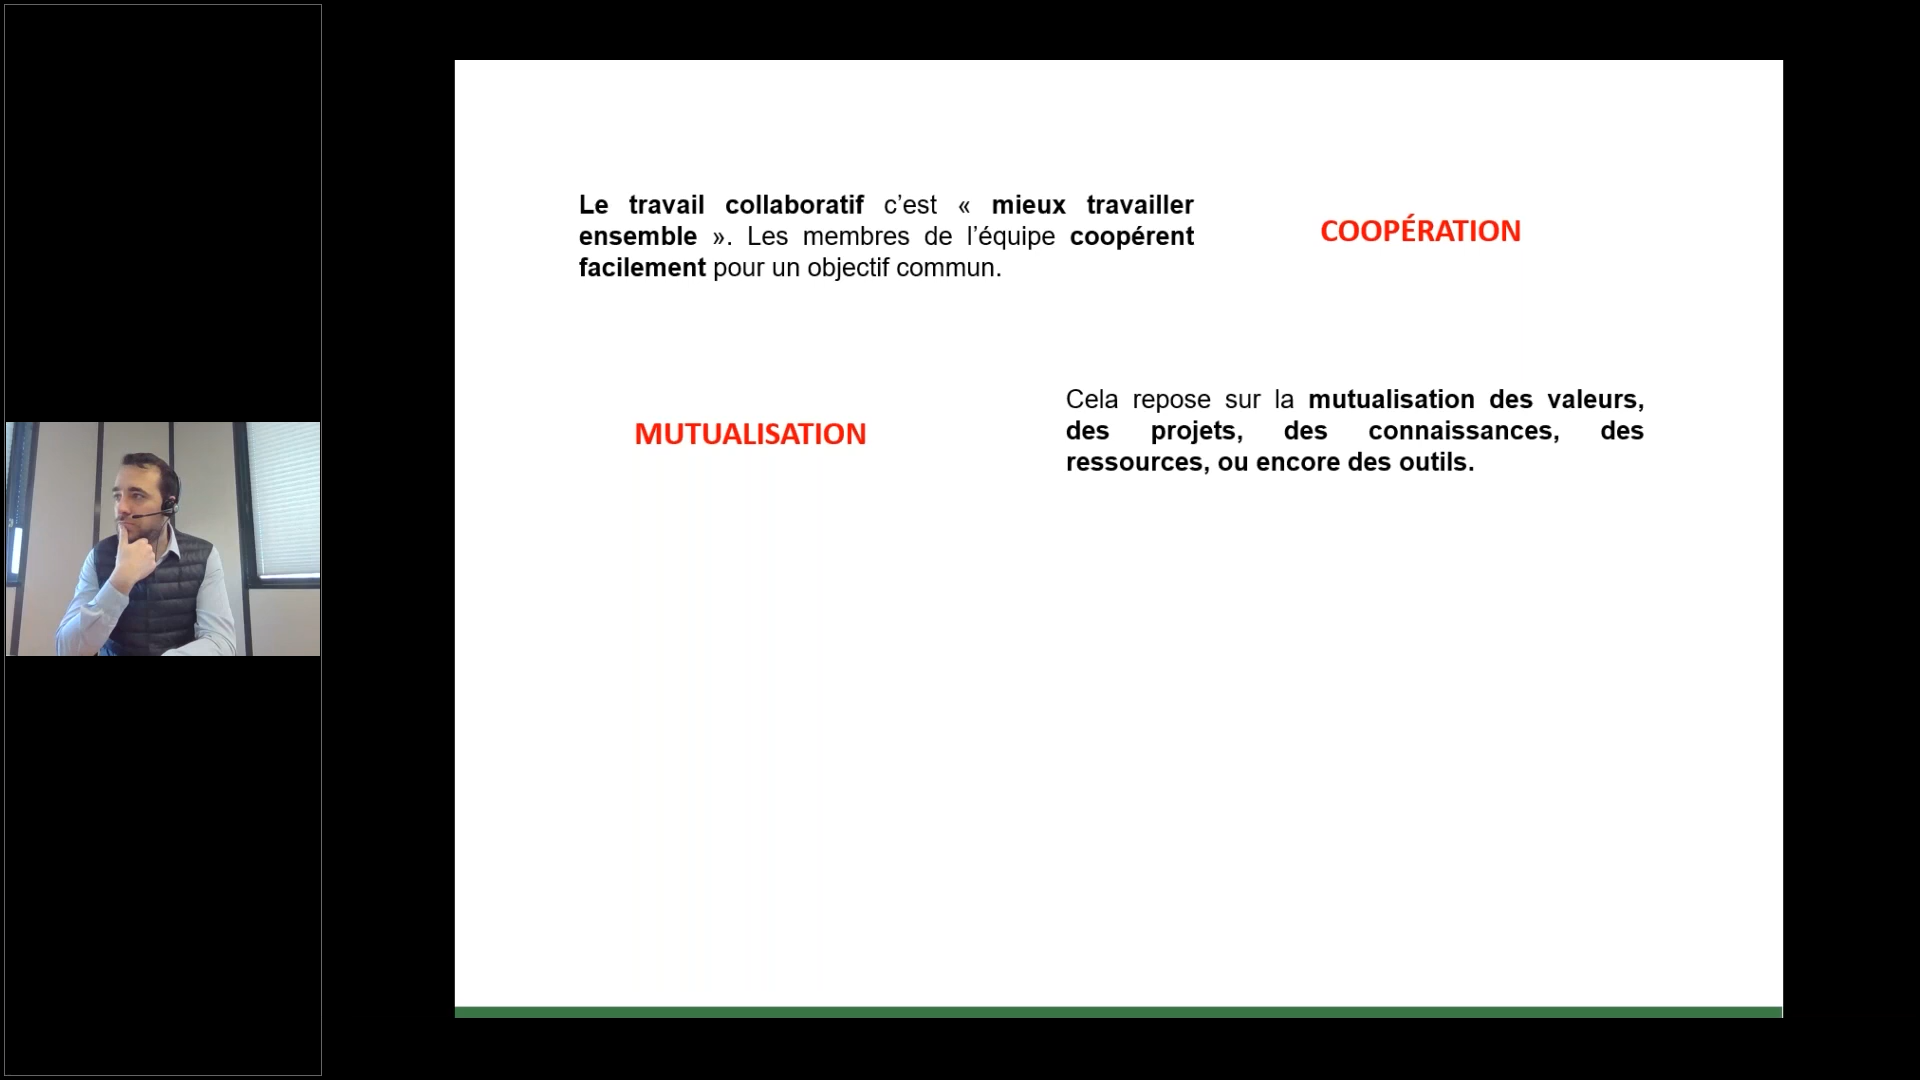 Le travail collaboratif c’est « mieux travailler
ensemble ». Les membres de l’équipe coopérent
facilement pour un objectif commun.
COOPÉRATION
MUTUALISATION
Cela repose sur la mutualisation des valeurs,
des projets, des connaissances, des
ressources, ou encore des outils.